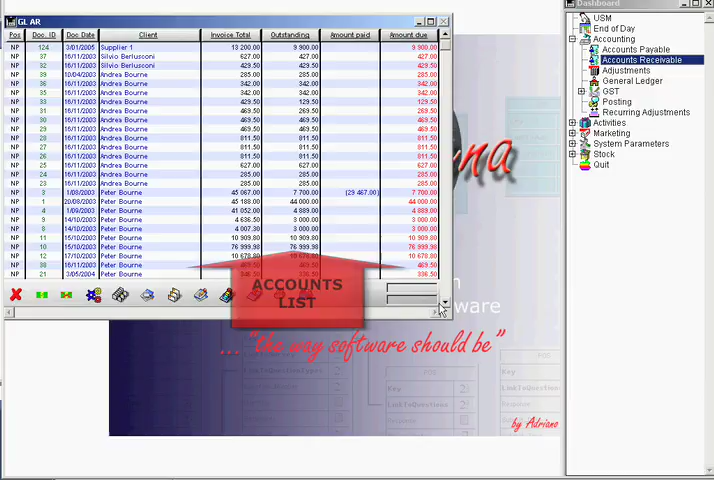 GL AR
Pos Doc. ID Doc Date Client Invoice Total Outstanding Amount paid Amount due
NP 124 3/01/2005 Supplier 1 13 200.00 9 900.00 9 900.00
NP 37 16/11/2003 Silvio Berlusconi 627.00 427.00 427.00
NP 32 16/11/2003 Silvio Berlusconi 429.50 429.50 429.50
NP 39 10/04/2003 Andrea Bourne 285.00 285.00 285.00
NP 36 16/11/2003 Andrea Bourne 342.00 342.00 342.00
NP 35 16/11/2003 Andrea Bourne 342.00 342.00 342.00
NP 33 16/11/2003 Andrea Bourne 429.50 129.50 129.50
NP 31 16/11/2003 Andrea Bourne 469.50 269.50 269.50
NP 30 16/11/2003 Andrea Bourne 469.50 469.50 469.50
NP 29 16/11/2003 Andrea Bourne 469.50 469.50 469.50
NP 28 16/11/2003 Andrea Bourne 811.50 811.50 811.50
NP 27 16/11/2003 Andrea Bourne 811.50 811.50 811.50
NP 26 16/11/2003 Andrea Bourne 811.50 811.50 811.50
NP 25 16/11/2003 Andrea Bourne 627.00 627.00 627.00
NP 24 16/11/2003 Andrea Bourne 285.00 285.00 285.00
NP 23 16/11/2003 Andrea Bourne 285.00 285.00 285.00
NP 3 1/08/2003 Peter Bourne 45 067.00 7 700.00 (29 467.00) 7 700.00
NP 1 2/08/2003 Peter Bourne 45 188.00 44 000.00 44 000.00
NP 4 1/09/2003 Peter Bourne 41 052.00 4 889.00 4 889.00
NP 9 14/10/2003 Peter Bourne 4 636.50 3 000.00 3 000.00
NP 8 14/10/2003 Peter Bourne 4 007.30 3 000.00 3 000.00
NP 11 15/10/2003 Peter Bourne 10 909.80 10 909.80 10 909.80
NP 10 15/10/2003 Peter Bourne 76 999.98 76 999.98 76 999.98
NP 12 17/10/2003 Peter Bourne 10 678.80 10 678.80 10 678.80
NP 38 16/11/2003 Peter Bourne 469.50
NP 21 3/05/2004 Peter Bourne 336.50
ACCOUNTS
LIST
una
ftware
... "the way software should be"
by Adriano
POS
Key
LinkToQuestions
Dashboard
USM
End of Day
Accounting
Accounts Payable
Accounts Receivable
Adjustments
General Ledger
GST
Posting
Recurring Adjustments
Activities
Marketing
System Parameters
Stock
Quit